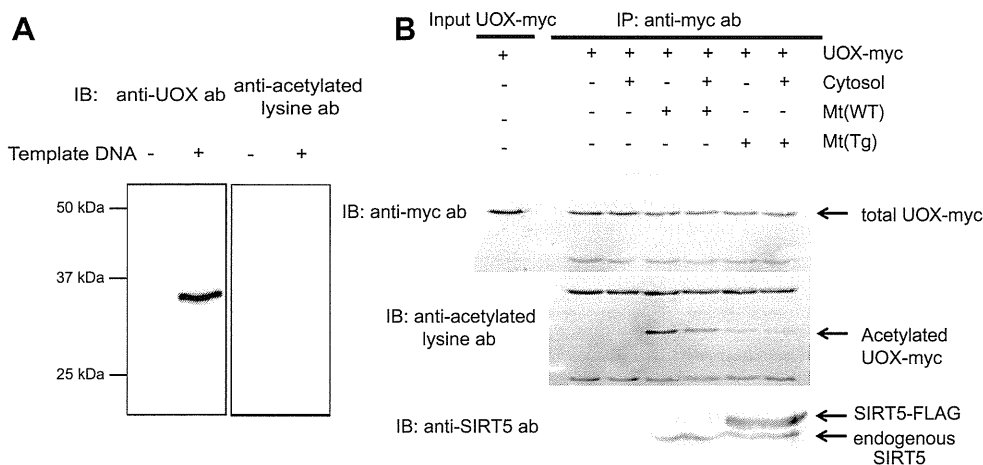 A
IB: anti-UOX ab anti-acetylated lysine ab
Template DNA - + - +
50 kDa
37 kDa
25 kDa
B
Input UOX-myc IP: anti-myc ab
+ + + + + + + UOX-myc
- - + - + - + Cytosol
- - - + + - - Mt(WT)
- - - - - + + Mt(Tg)
IB: anti-myc ab
total UOX-myc
IB: anti-acetylated
lysine ab
Acetylated
UOX-myc
IB: anti-SIRT5 ab
SIRT5-FLAG
endogenous
SIRT5